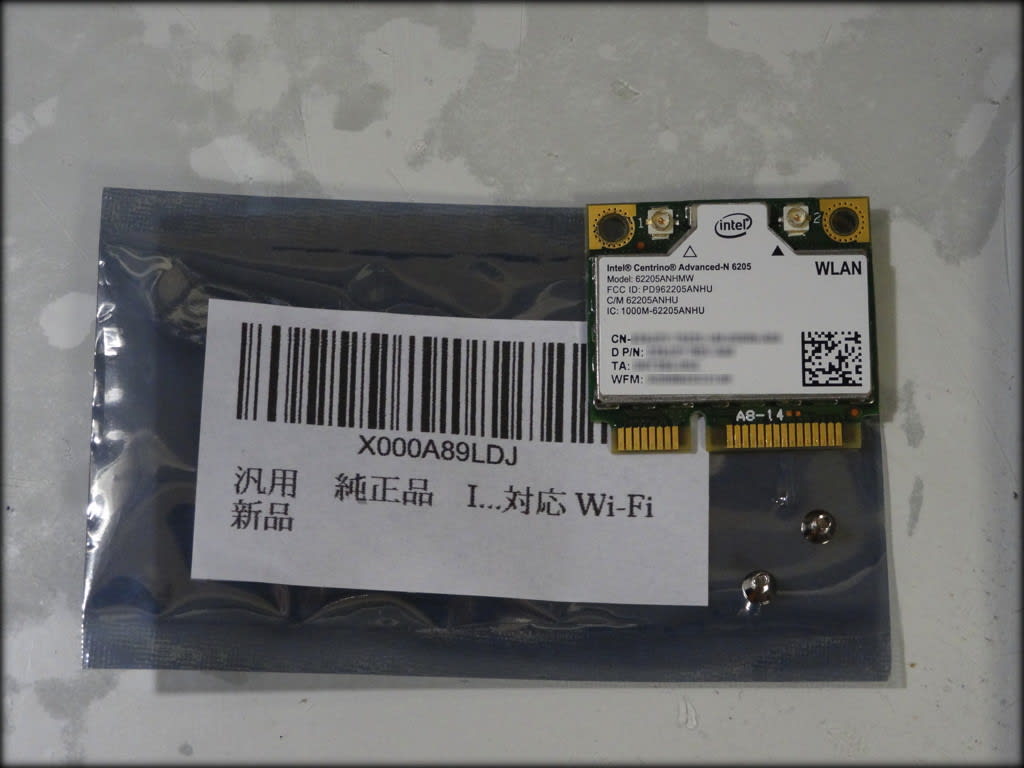 X000A89LDJ
汎用 純正品 I...対応 Wi-Fi
新品
1
2
intel
Intel® Centrino® Advanced-N 6205
WLAN
Model: 62205ANHMW
FCC ID: PD962205ANHU
C/M 62205ANHU
IC: 1000M-62205ANHU
CN-
D P/N:
TA:
WFM:
A8-14